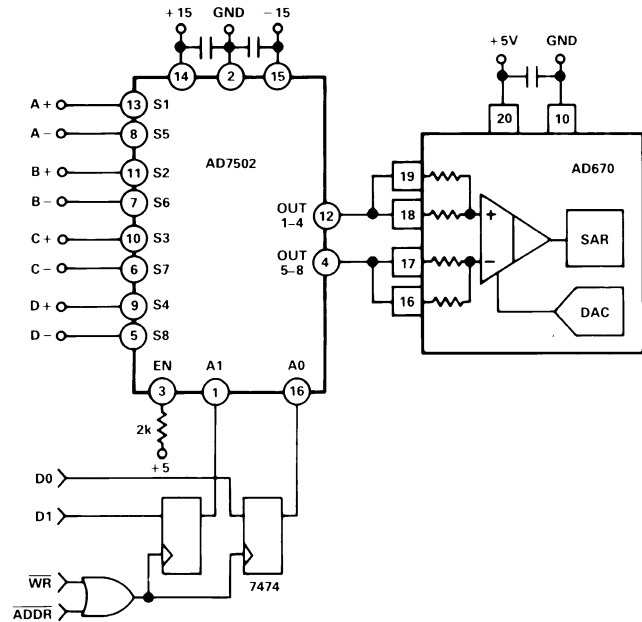 +15 GND -15
14 2 15
+5V GND
20 10
A+ 13 S1
A- 8 S5
B+ 11 S2
B- 7 S6
C+ 10 S3
C- 6 S7
D+ 9 S4
D- 5 S8
AD7502
OUT
1-4
12
OUT
5-8
4
19
18
17
16
+
-
AD670
SAR
DAC
EN A1 A0
3 1 16
2k
+5
D0
D1
7474
WR
ADDR